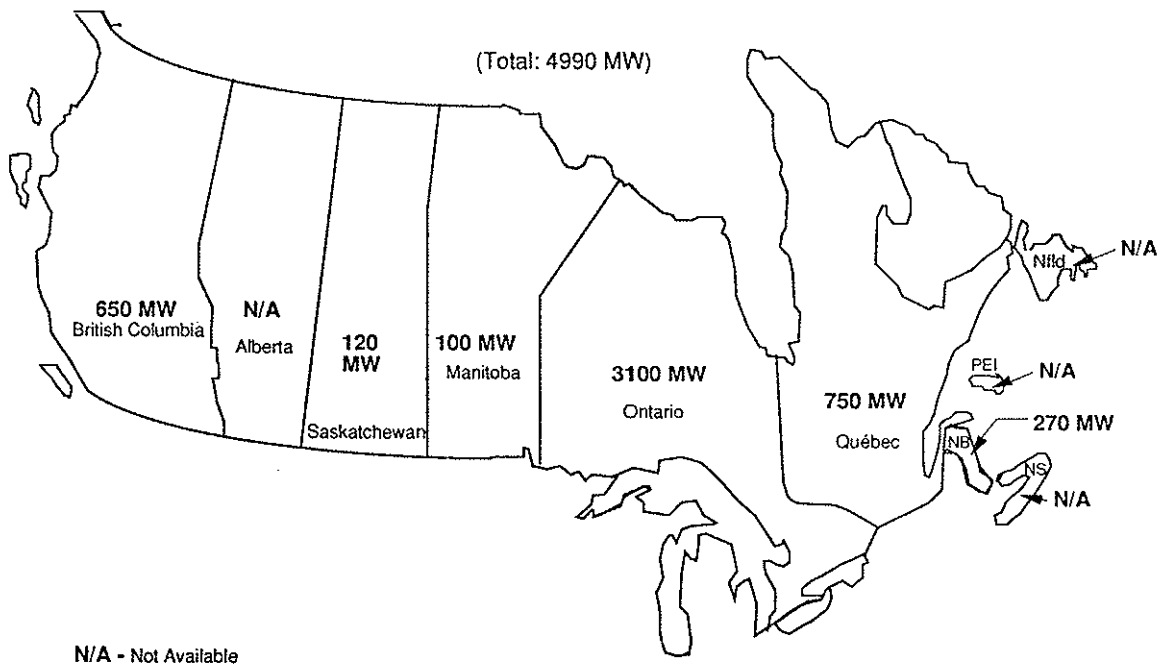 (Total: 4990 MW)
N/A
Nfld
650 MW
British Columbia
N/A
Alberta
120
MW
Saskatchewan
100 MW
Manitoba
3100 MW
Ontario
750 MW
Québec
PEI
N/A
270 MW
NB
NS
N/A
N/A - Not Available